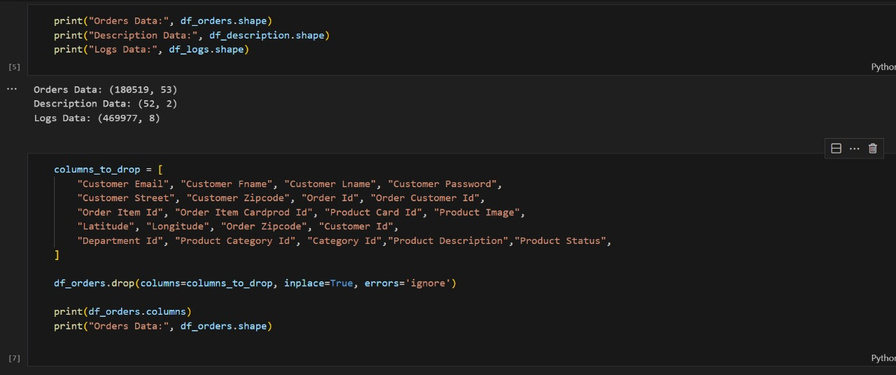 print("Orders Data:", df_orders.shape)
print("Description Data:", df_description.shape)
print("Logs Data:", df_logs.shape)
[5]
Python
... Orders Data: (180519, 53)
Description Data: (52, 2)
Logs Data: (469977, 8)
columns_to_drop = [
"Customer Email", "Customer Fname", "Customer Lname", "Customer Password",
"Customer Street", "Customer Zipcode", "Order Id", "Order Customer Id",
"Order Item Id", "Order Item Cardprod Id", "Product Card Id", "Product Image",
"Latitude", "Longitude", "Order Zipcode", "Customer Id",
"Department Id", "Product Category Id", "Category Id","Product Description","Product Status",
]
df_orders.drop(columns=columns_to_drop, inplace=True, errors='ignore')
print(df_orders.columns)
print("Orders Data:", df_orders.shape)
[7]
Python